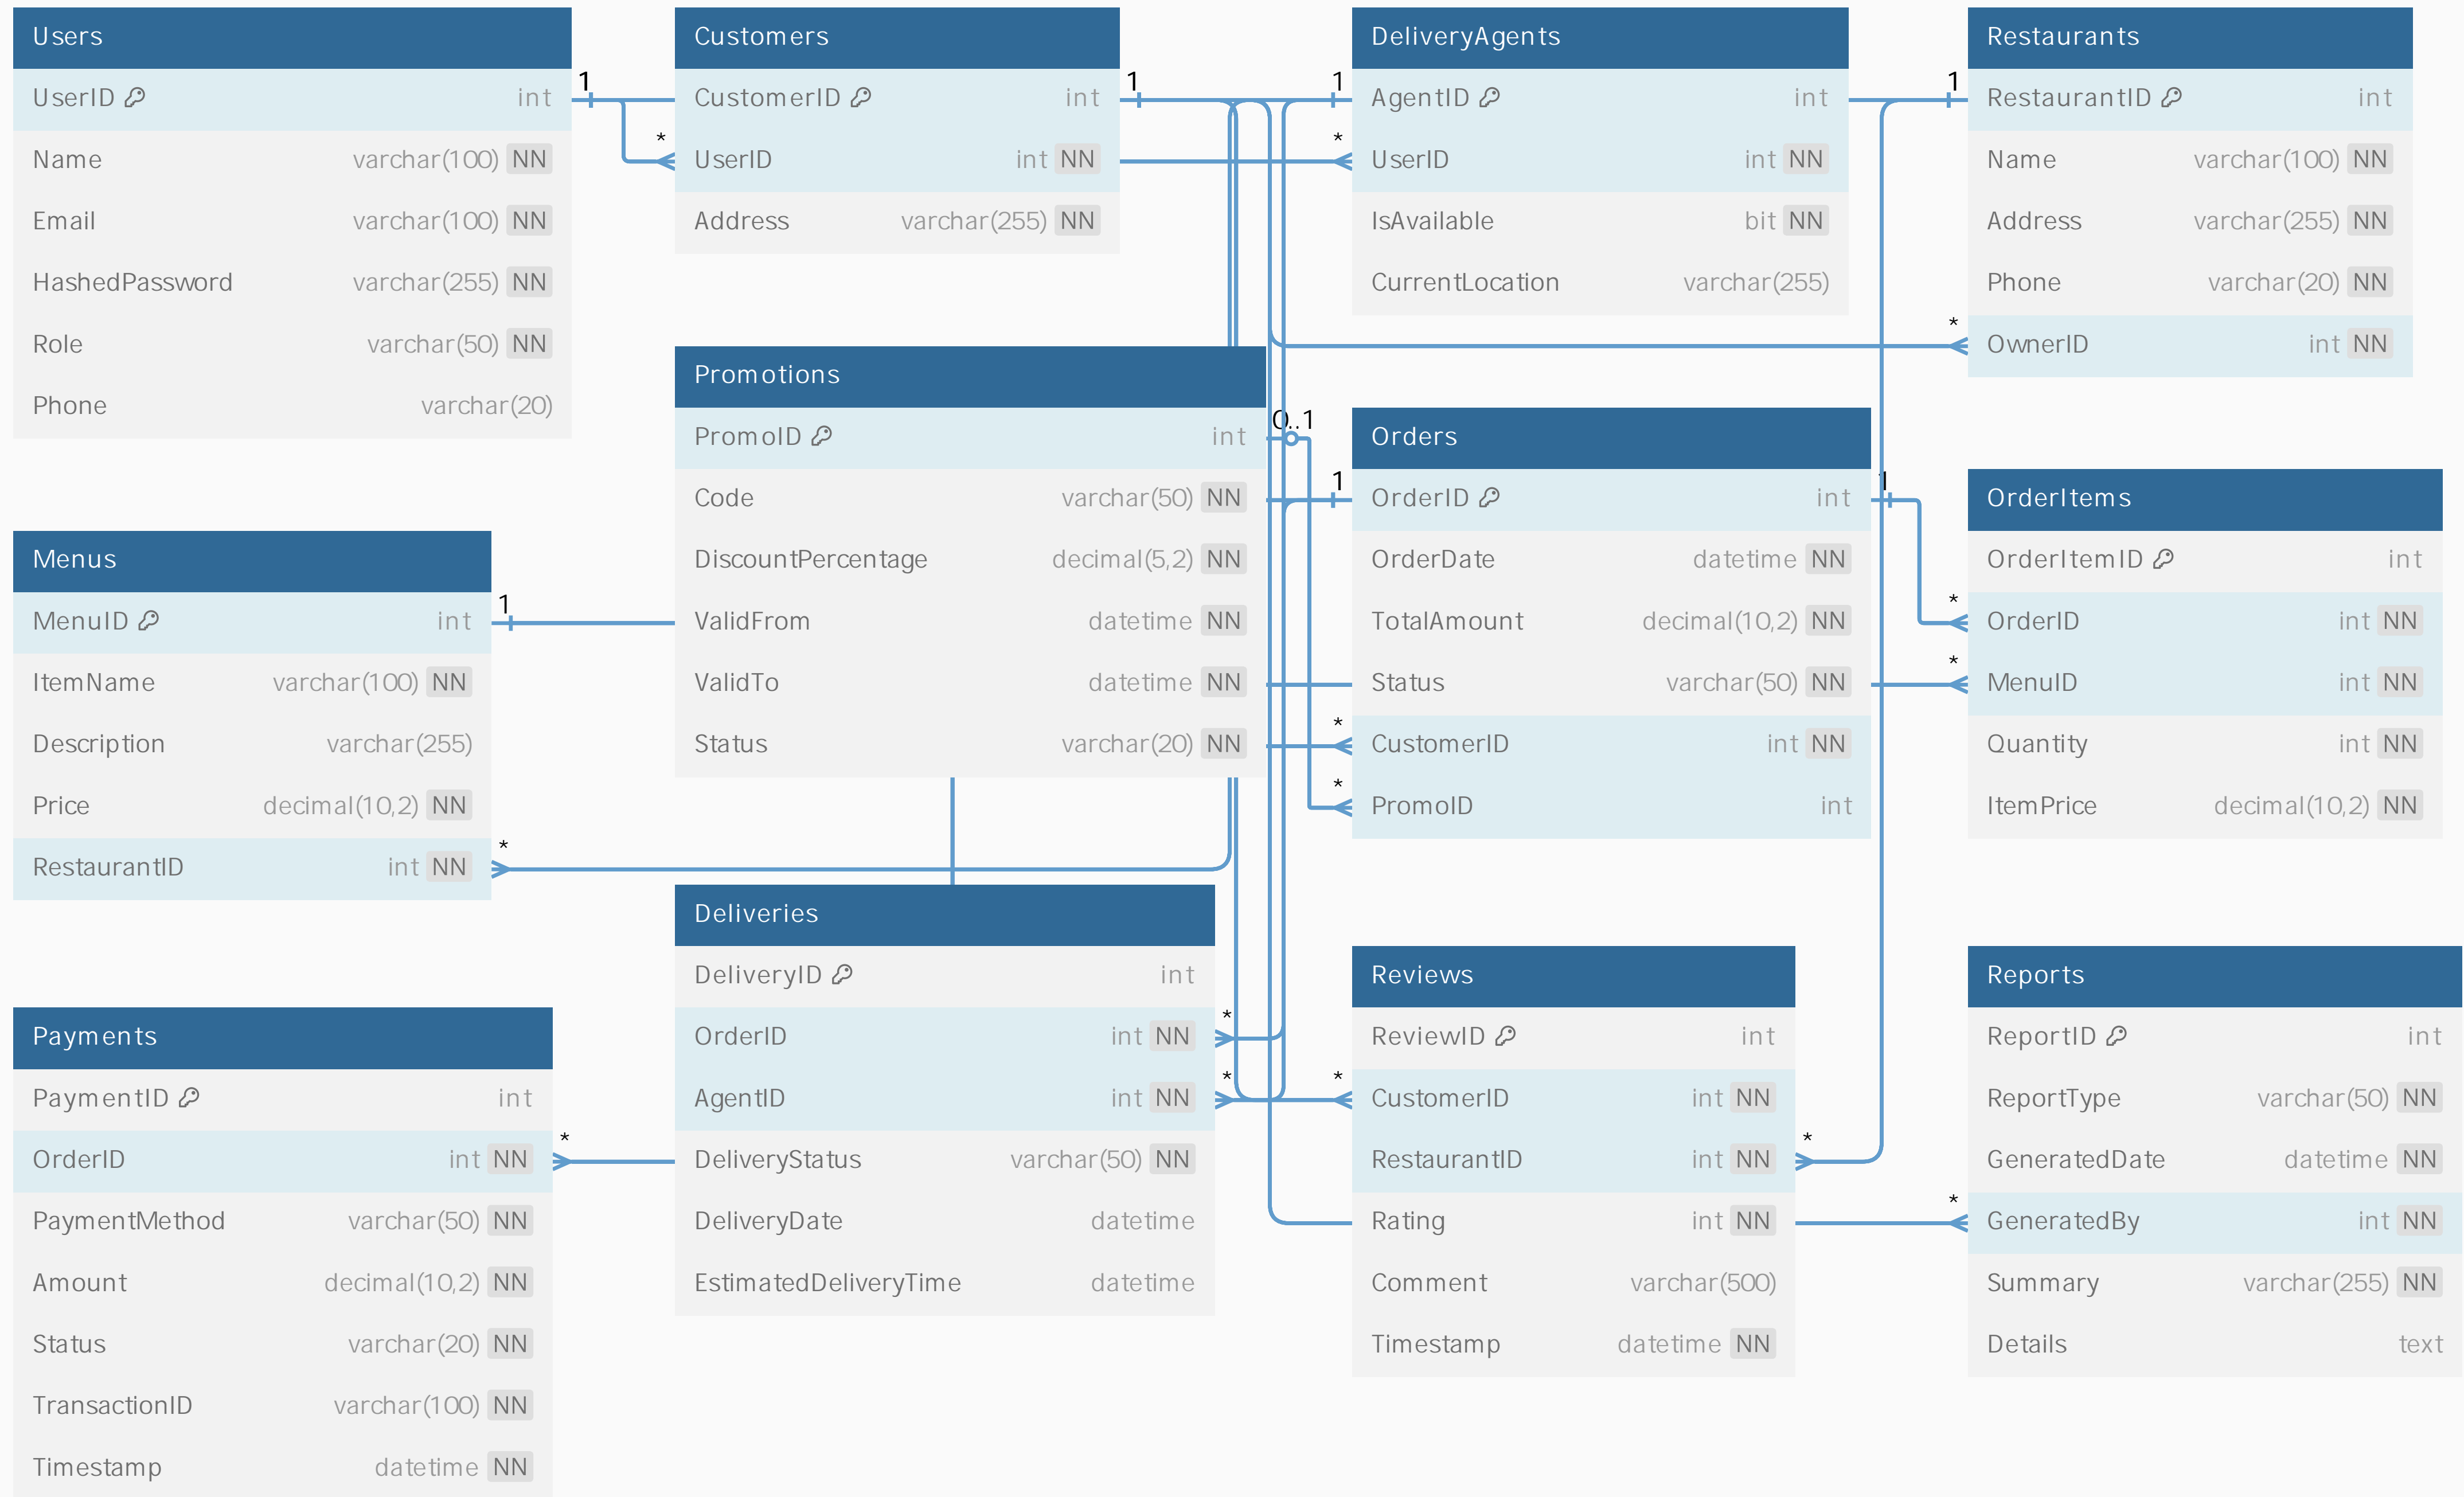 Users
UserID int
Name varchar(100) NN
Email varchar(100) NN
HashedPassword varchar(255) NN
Role varchar(50) NN
Phone varchar(20)
1
*
Customers
CustomerID int
UserID int NN
Address varchar(255) NN
1
1
*
DeliveryAgents
AgentID int
UserID int NN
IsAvailable bit NN
CurrentLocation varchar(255)
1
*
Restaurants
RestaurantID int
Name varchar(100) NN
Address varchar(255) NN
Phone varchar(20) NN
OwnerID int NN
Menus
MenuID int
ItemName varchar(100) NN
Description varchar(255)
Price decimal(10,2) NN
RestaurantID int NN
1
*
Promotions
PromoID int
Code varchar(50) NN
DiscountPercentage decimal(5,2) NN
ValidFrom datetime NN
ValidTo datetime NN
Status varchar(20) NN
0..1
1
*
*
Orders
OrderID int
OrderDate datetime NN
TotalAmount decimal(10,2) NN
Status varchar(50) NN
CustomerID int NN
PromoID int
1
*
*
OrderItems
OrderItemID int
OrderID int NN
MenuID int NN
Quantity int NN
ItemPrice decimal(10,2) NN
Payments
PaymentID int
OrderID int NN
PaymentMethod varchar(50) NN
Amount decimal(10,2) NN
Status varchar(20) NN
TransactionID varchar(100) NN
Timestamp datetime NN
*
Deliveries
DeliveryID int
OrderID int NN
AgentID int NN
DeliveryStatus varchar(50) NN
DeliveryDate datetime
EstimatedDeliveryTime datetime
*
*
*
Reviews
ReviewID int
CustomerID int NN
RestaurantID int NN
Rating int NN
Comment varchar(500)
Timestamp datetime NN
*
*
Reports
ReportID int
ReportType varchar(50) NN
GeneratedDate datetime NN
GeneratedBy int NN
Summary varchar(255) NN
Details text